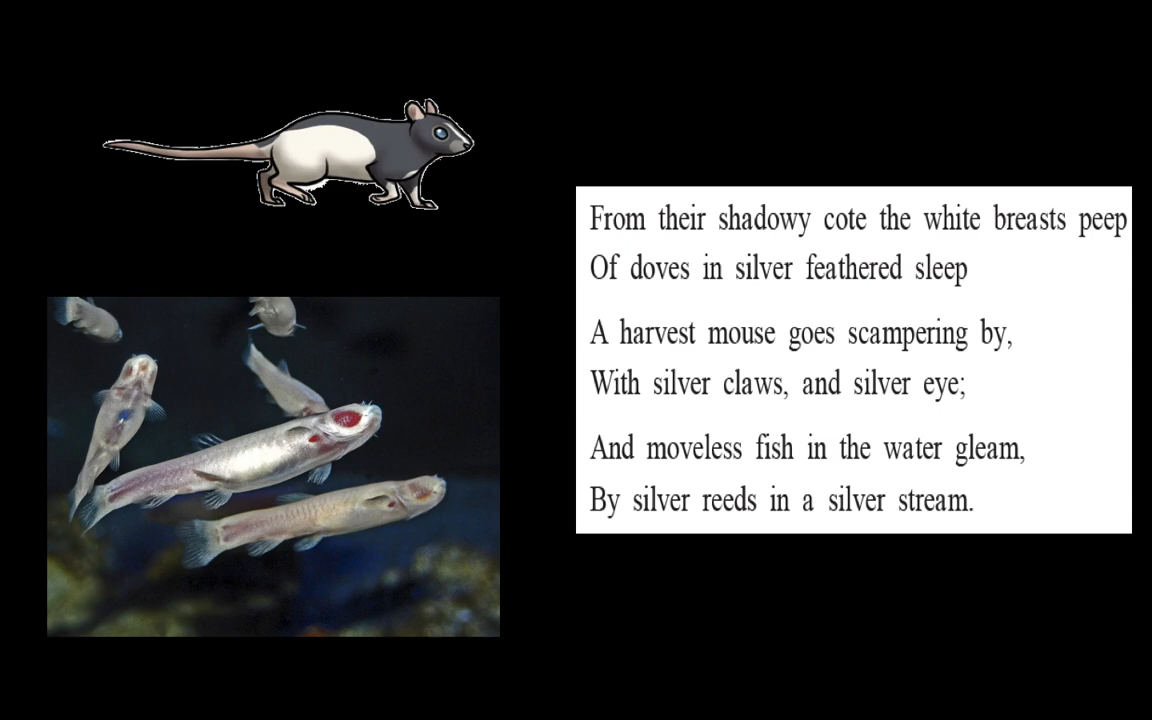 From their shadowy cote the white breasts peep
Of doves in silver feathered sleep
A harvest mouse goes scampering by,
With silver claws, and silver eye;
And moveless fish in the water gleam,
By silver reeds in a silver stream.